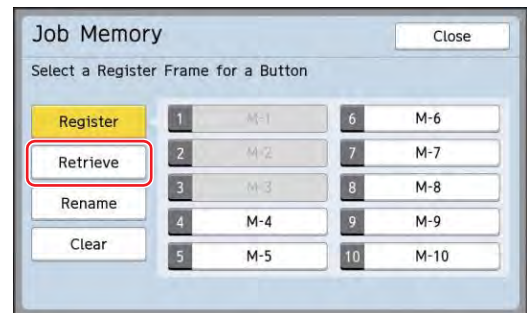 Job Memory
Close
Select a Register Frame for a Button
Register
Retrieve
Rename
Clear
1 M-1
2 M-2
3 M-3
4 M-4
5 M-5
6 M-6
7 M-7
8 M-8
9 M-9
10 M-10